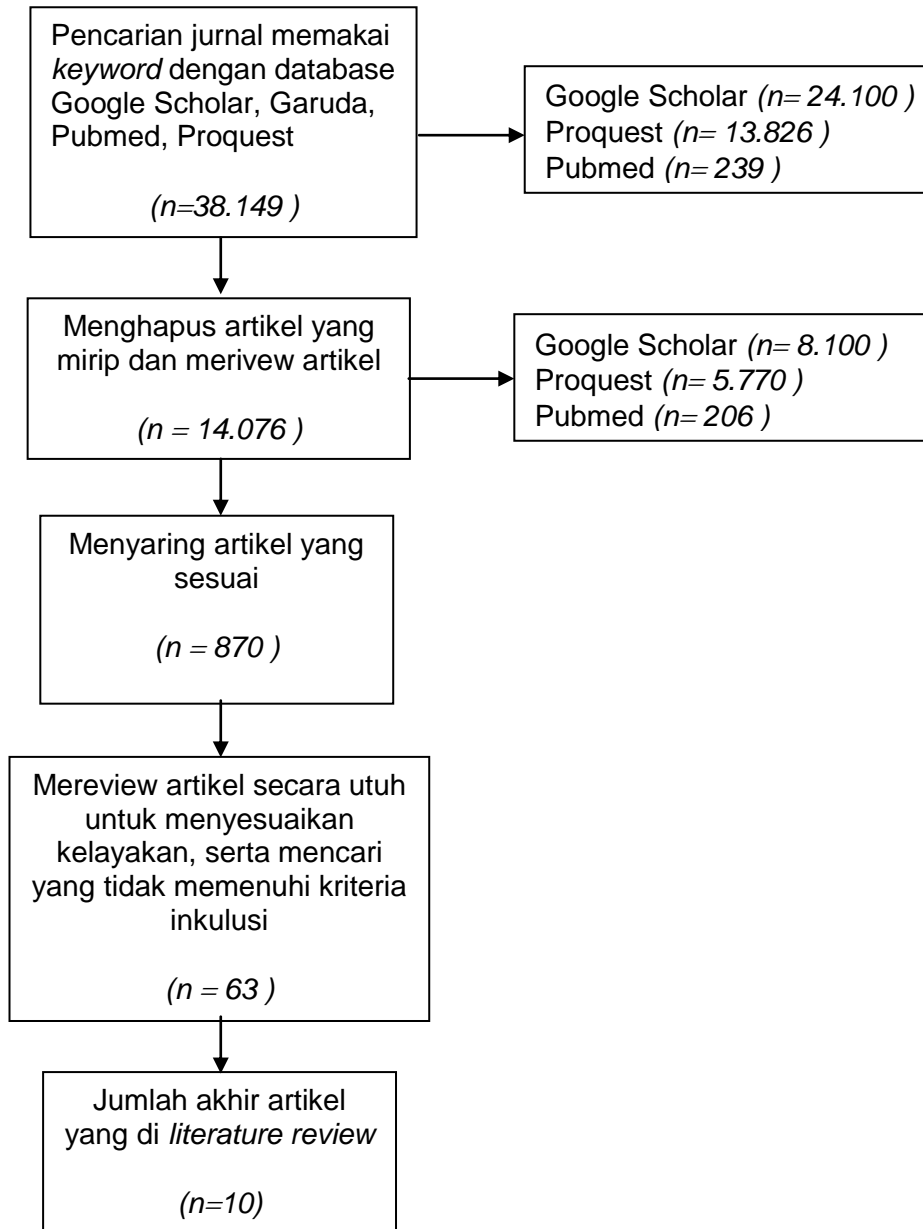 Pencarian jurnal memakai
keyword dengan database
Google Scholar, Garuda,
Pubmed, Proquest
(n=38.149 )
Google Scholar (n= 24.100 )
Proquest (n= 13.826 )
Pubmed (n= 239 )
Menghapus artikel yang
mirip dan merivew artikel
(n = 14.076 )
Google Scholar (n= 8.100 )
Proquest (n= 5.770 )
Pubmed (n= 206 )
Menyaring artikel yang
sesuai
(n = 870 )
Mereview artikel secara utuh
untuk menyesuaikan
kelayakan, serta mencari
yang tidak memenuhi kriteria
inkulusi
(n = 63 )
Jumlah akhir artikel
yang di literature review
(n=10)